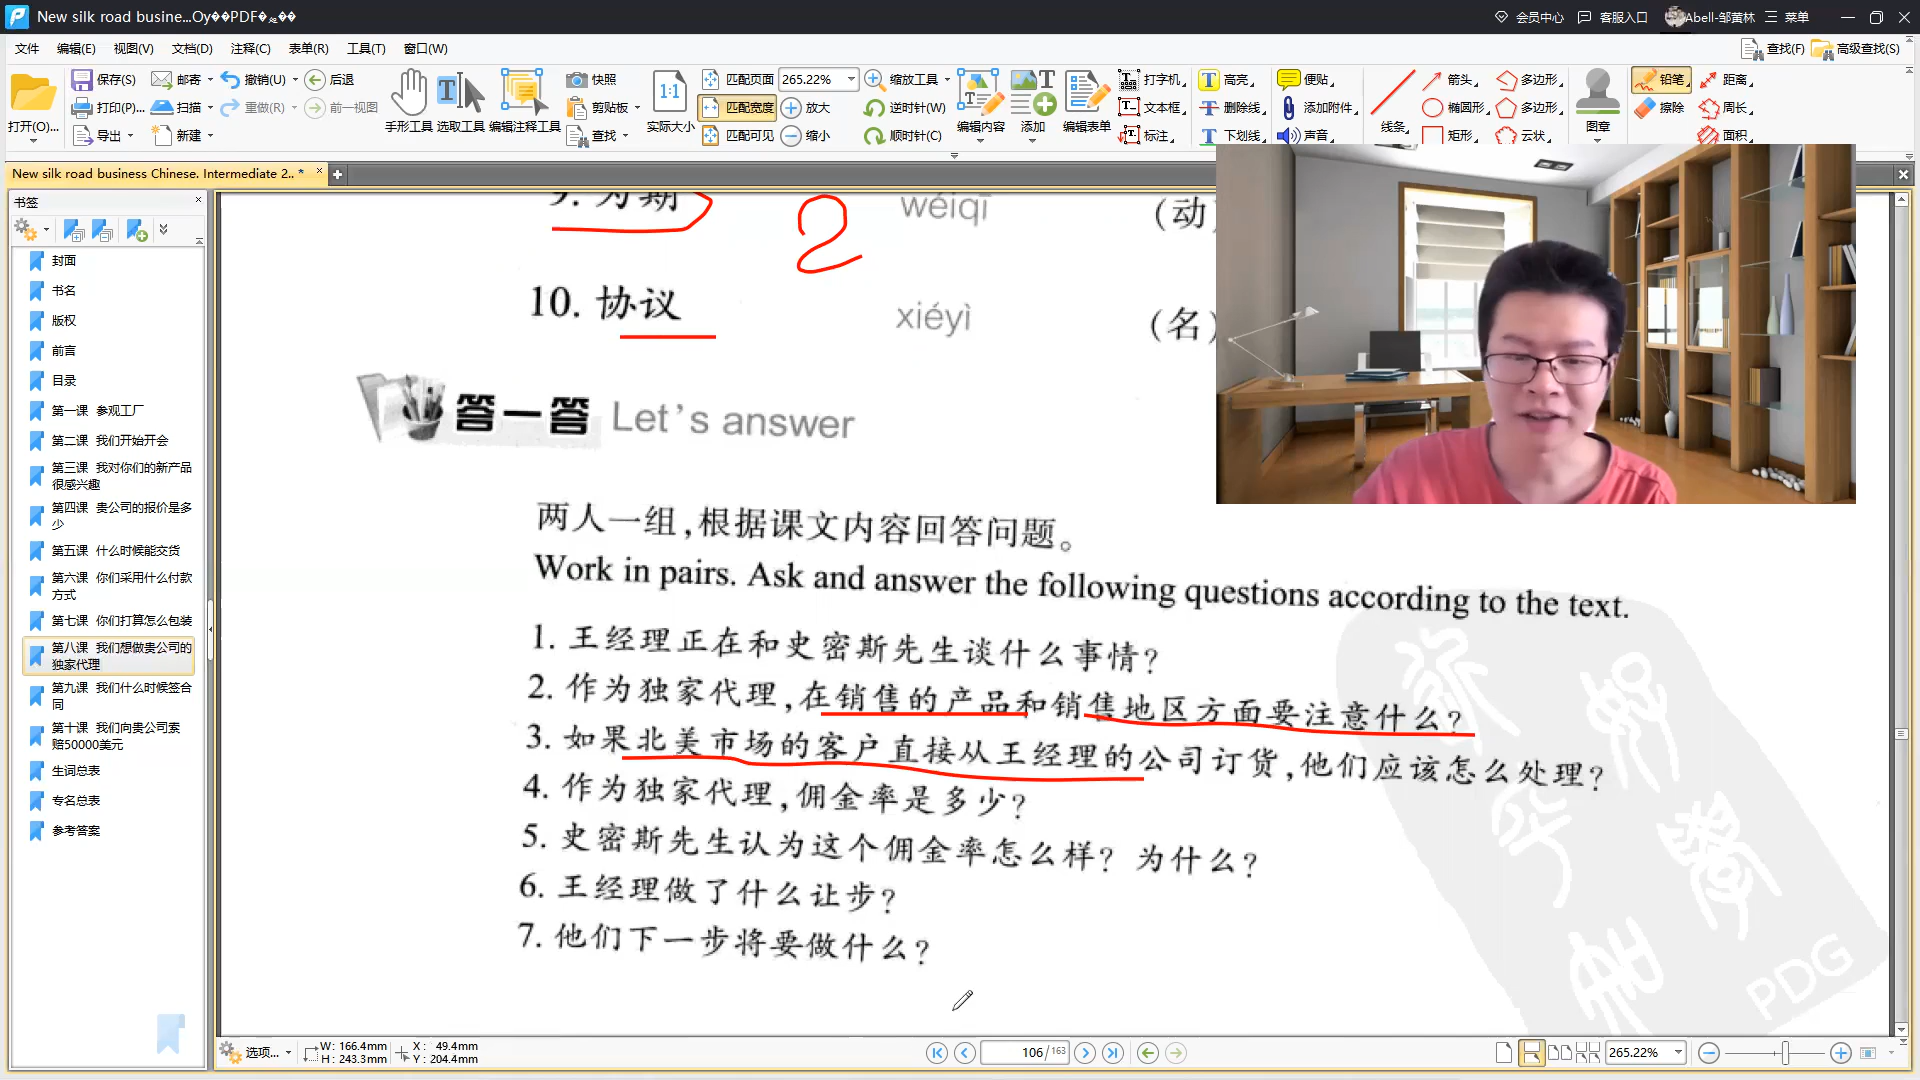 New silk road busine...Oy��PDF�
会员中心
客服入口
Abell-邹茜林
菜单
文件 编辑(E) 视图(V) 文档(D) 注释(C) 表单(R) 工具(T) 窗口(W)
查找(F) 高级查找(S)
打开(O)...
保存(S) 邮寄 撤销(U) 后退
打印(P)... 扫描 重做(R) 前一视图
导出 新建
手形工具 选取工具 编辑注释工具
快照
剪贴板
查找
实际大小
匹配页面 265.22% 缩放工具
匹配宽度 放大 逆时针(W)
匹配可见 缩小 顺时针(C)
编辑内容 添加 编辑表单
打字机 高亮 便贴 箭头 多边形 铅笔 距离
文本框 删除线 添加附件 线条 椭圆形 多边形 图章 擦除 周长
标注 下划线 声音 矩形 云状 面积
New silk road business Chinese. Intermediate 2.. *
书签
封面
书名
版权
前言
目录
第一课 参观工厂
第二课 我们开始开会
第三课 我对你们的新产品
很感兴趣
第四课 贵公司的报价是多
少
第五课 什么时候能交货
第六课 你们采用什么付款
方式
第七课 你们打算怎么包装
第八课 我们想做贵公司的
独家代理
第九课 我们什么时候签合
同
第十课 我们向贵公司索
赔50000美元
生词总表
专名总表
参考答案
9. 为期 2 wéiqī (动)
10. 协议 xiéyì (名)
答一答 Let's answer
两人一组,根据课文内容回答问题。
Work in pairs. Ask and answer the following questions according to the text.
1. 王经理正在和史密斯先生谈什么事情?
2. 作为独家代理,在销售的产品和销售地区方面要注意什么?
3. 如果北美市场的客户直接从王经理的公司订货,他们应该怎么处理?
4. 作为独家代理,佣金率是多少?
5. 史密斯先生认为这个佣金率怎么样? 为什么?
6. 王经理做了什么让步?
7. 他们下一步将要做什么?
PDG
选项...
W: 166.4mm
H: 243.3mm
X: 49.4mm
Y: 204.4mm
106/163
265.22%